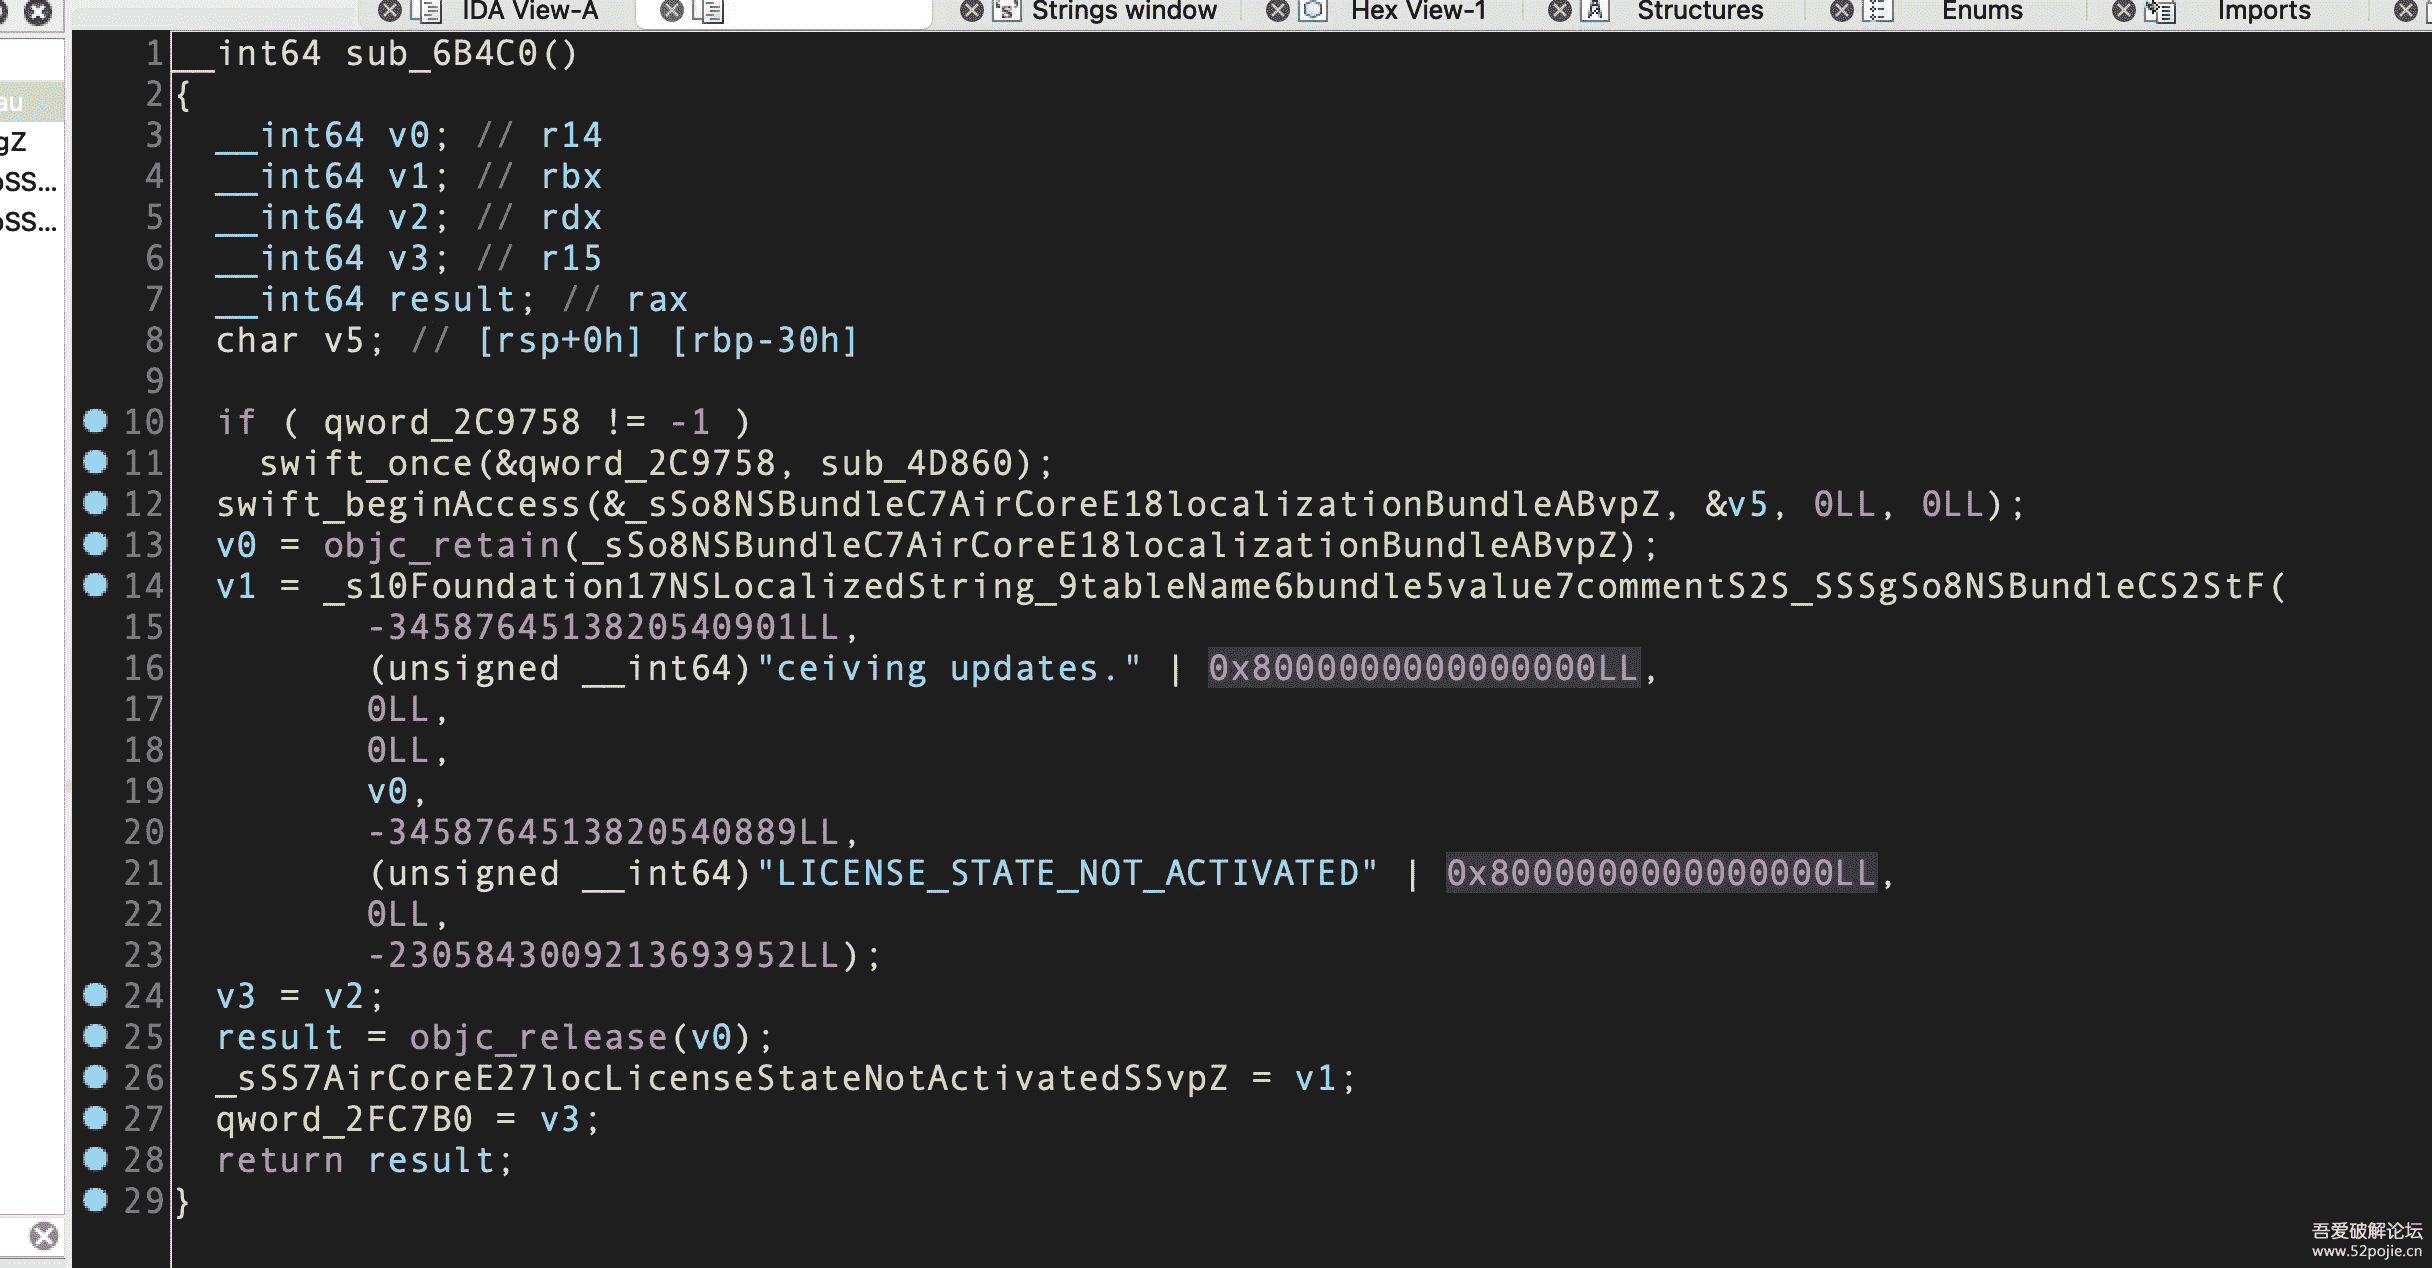 IDA View-A
Strings window
Hex View-1
Structures
Enums
Imports
au
gZ
SS...
SS...
1 __int64 sub_6B4C0()
2 {
3 __int64 v0; // r14
4 __int64 v1; // rbx
5 __int64 v2; // rdx
6 __int64 v3; // r15
7 __int64 result; // rax
8 char v5; // [rsp+0h] [rbp-30h]
9
10 if ( qword_2C9758 != -1 )
11 swift_once(&qword_2C9758, sub_4D860);
12 swift_beginAccess(&_sSo8NSBundleC7AirCoreE18localizationBundleABvpZ, &v5, 0LL, 0LL);
13 v0 = objc_retain(_sSo8NSBundleC7AirCoreE18localizationBundleABvpZ);
14 v1 = _s10Foundation17NSLocalizedString_9tableName6bundle5value7commentS2S_SSSgSo8NSBundleCS2StF(
15 -3458764513820540901LL,
16 (unsigned __int64)"ceiving updates." | 0x8000000000000000LL,
17 0LL,
18 0LL,
19 v0,
20 -3458764513820540889LL,
21 (unsigned __int64)"LICENSE_STATE_NOT_ACTIVATED" | 0x8000000000000000LL,
22 0LL,
23 -2305843009213693952LL);
24 v3 = v2;
25 result = objc_release(v0);
26 _sSS7AirCoreE27locLicenseStateNotActivatedSSvpZ = v1;
27 qword_2FC7B0 = v3;
28 return result;
29 }
吾爱破解论坛
www.52pojie.cn